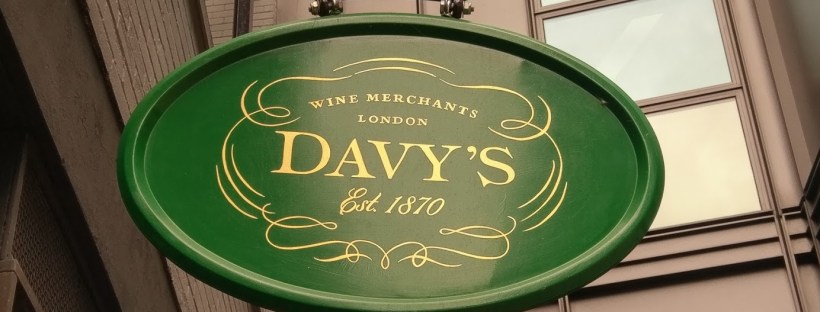 WINE MERCHANTS
LONDON
DAVY'S
Est. 1870